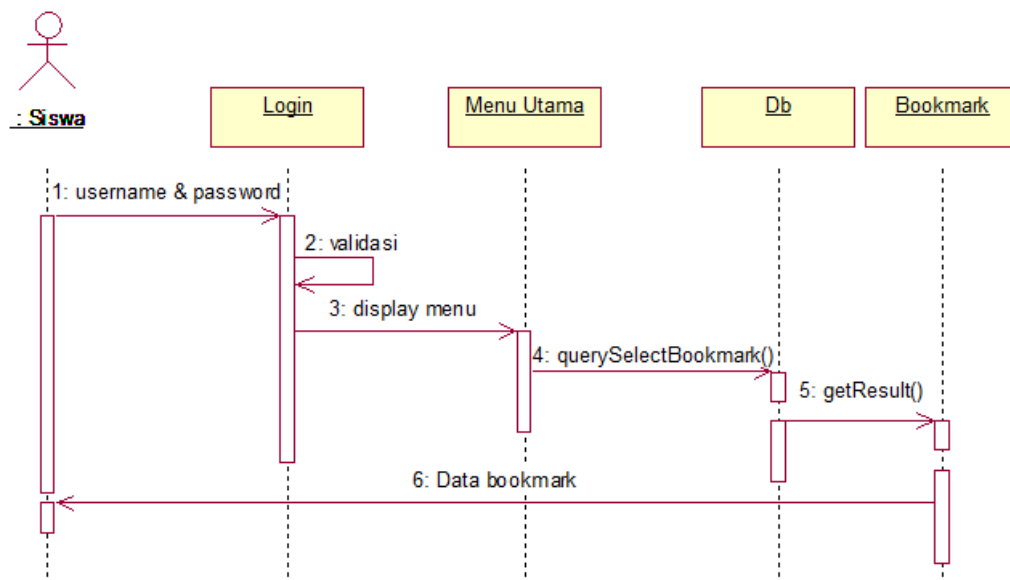 : Siswa
Login
Menu Utama
Db
Bookmark
1: username & password
2: validasi
3: display menu
4: querySelectBookmark()
5: getResult()
6: Data bookmark